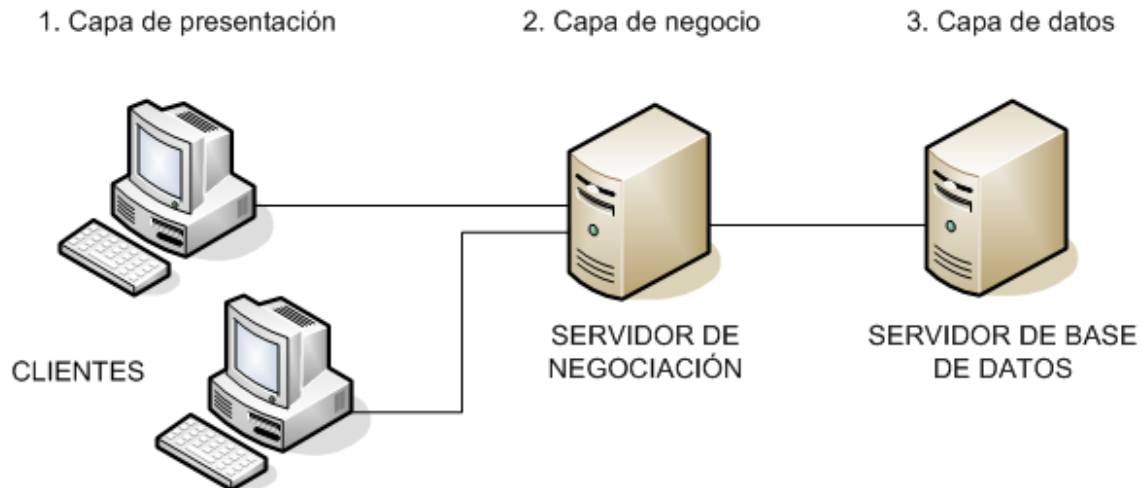 1. Capa de presentación
2. Capa de negocio
3. Capa de datos
SERVIDOR DE
NEGOCIACIÓN
SERVIDOR DE BASE
DE DATOS
CLIENTES